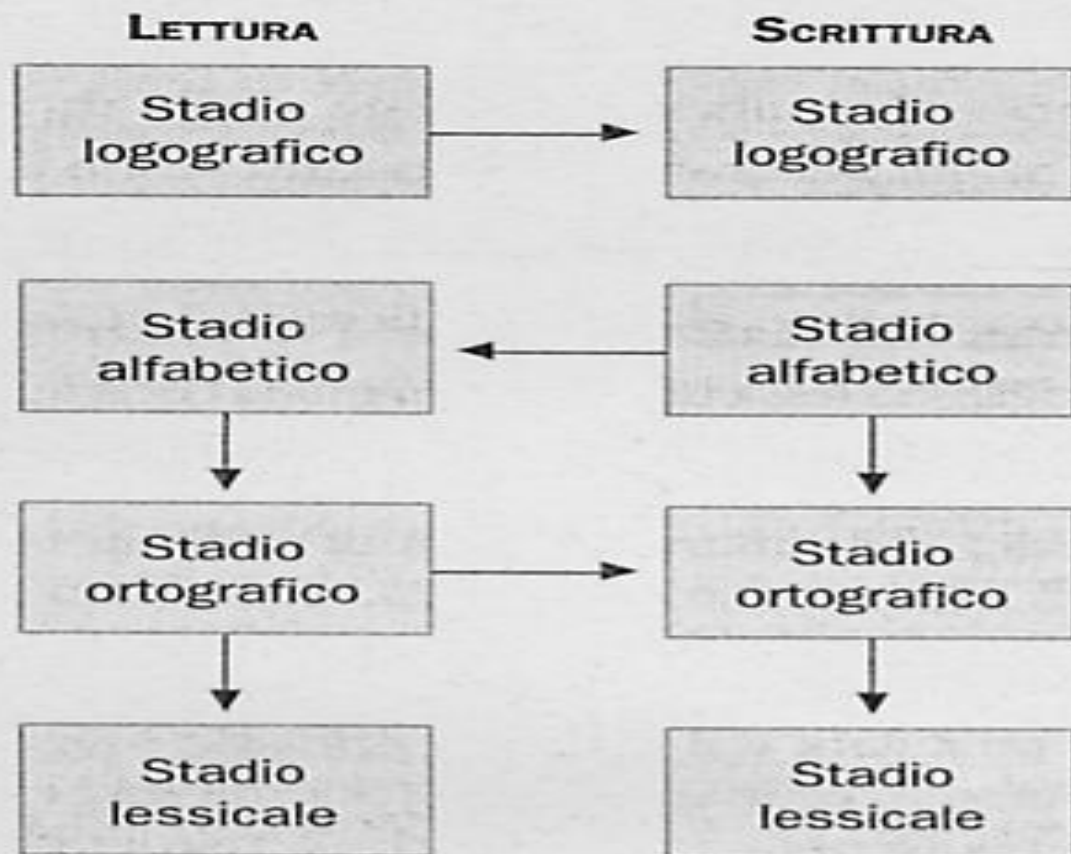 LETTURA
SCRITTURA
Stadio
logografico
Stadio
logografico
Stadio
alfabetico
Stadio
alfabetico
Stadio
ortografico
Stadio
ortografico
Stadio
lessicale
Stadio
lessicale